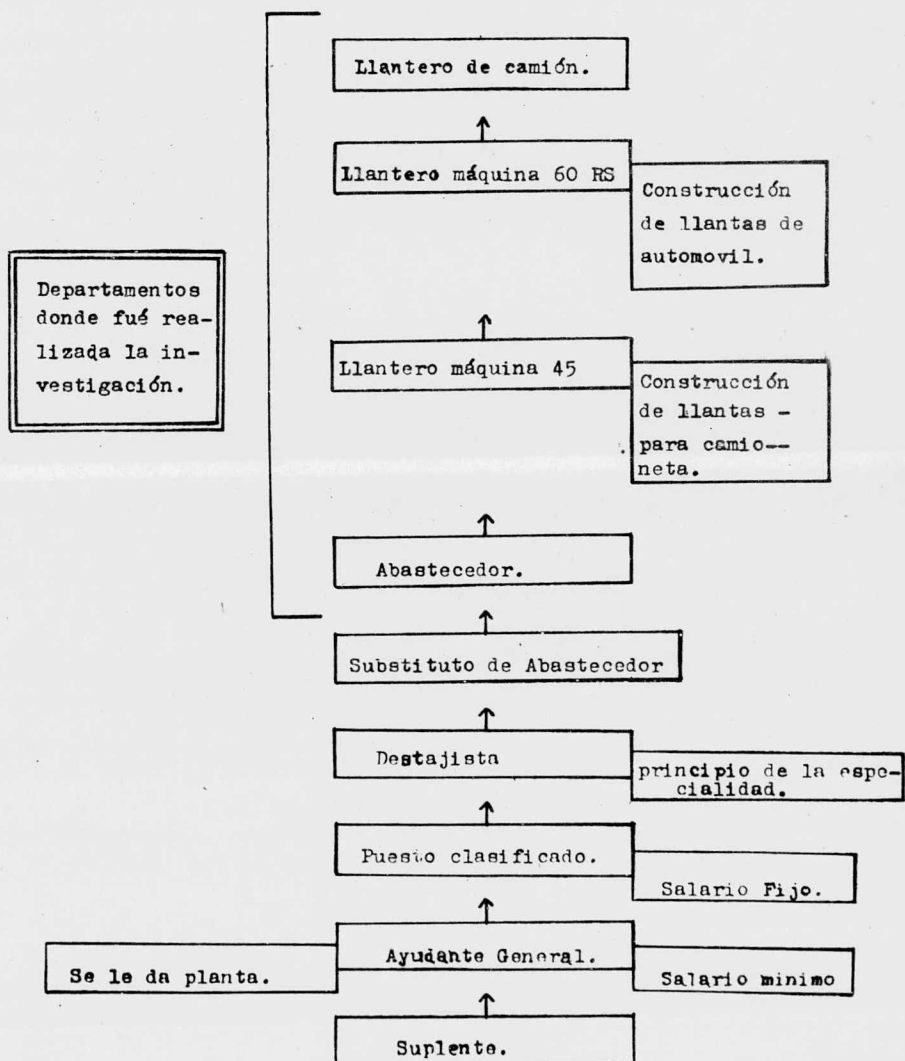 Llantero de camión.
Llantero máquina 60 RS
Construcción
de llantas de
automovil.
Departamentos
donde fué rea-
lizada la in-
vestigación.
Llantero máquina 45
Construcción
de llantas -
para camio--
neta.
Abastecedor.
Substituto de Abastecedor
Destajista
principio de la espe-
cialidad.
Puesto clasificado.
Salario Fijo.
Ayudante General.
Se le da planta.
Salario minimo
Suplente.